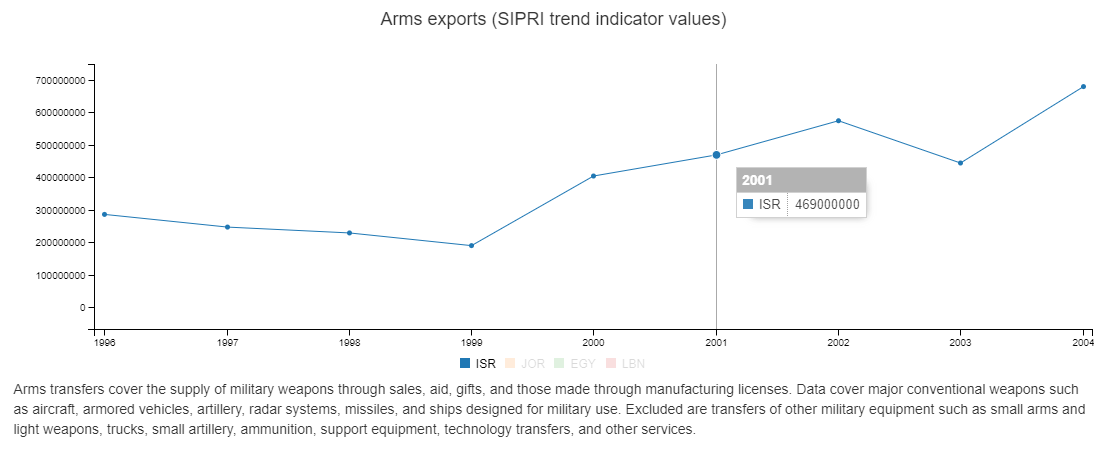 Arms exports (SIPRI trend indicator values)
700000000
600000000
500000000
400000000
300000000
200000000
100000000
0
2001
ISR 469000000
1996 1997 1998 1999 2000 2001 2002 2003 2004
ISR JOR EGY LBN
Arms transfers cover the supply of military weapons through sales, aid, gifts, and those made through manufacturing licenses. Data cover major conventional weapons such
as aircraft, armored vehicles, artillery, radar systems, missiles, and ships designed for military use. Excluded are transfers of other military equipment such as small arms and
light weapons, trucks, small artillery, ammunition, support equipment, technology transfers, and other services.